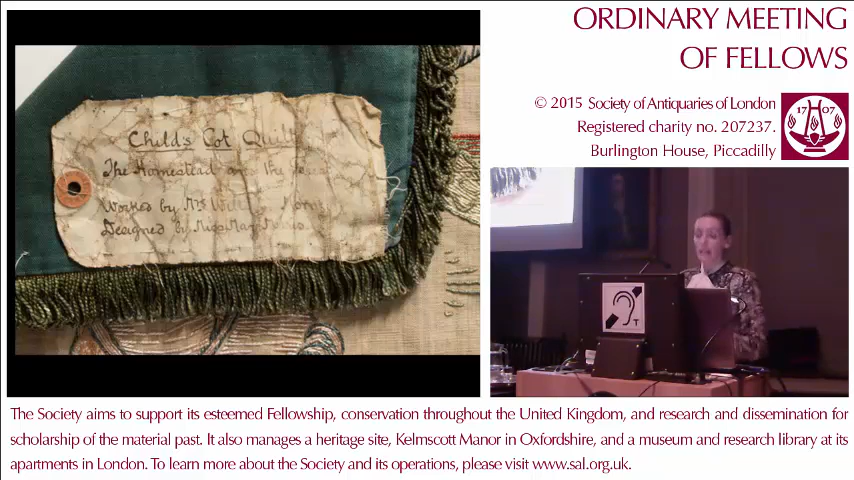 ORDINARY MEETING
OF FELLOWS
© 2015 Society of Antiquaries of London
Registered charity no. 207237.
Burlington House, Piccadilly
17 07
Child's Cot Quilt
The Homestead and the
Worked by Mrs
Designed by Miss May Morris
T
The Society aims to support its esteemed Fellowship, conservation throughout the United Kingdom, and research and dissemination for
scholarship of the material past. It also manages a heritage site, Kelmscott Manor in Oxfordshire, and a museum and research library at its
apartments in London. To learn more about the Society and its operations, please visit www.sal.org.uk.